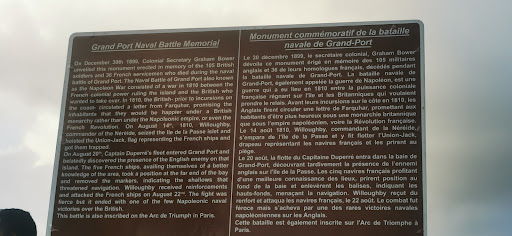 Grand Port Naval Battle Memorial
On December 30th 1899, Colonial Secretary Graham Bower
unveiled this monument erected in memory of the 105 British
soldiers and 36 French servicemen who died during the naval
battle of Grand Port. The Naval Battle of Grand Port also known
as the Napoleon War consisted of a war in 1810 between the
French colonial power ruling the island and the British who
wanted to take over. In 1810, the British- prior to incursions on
the coast- circulated a letter from Farquhar, promising the
inhabitants that they would be happier under a British
monarchy rather than under the Napoleonic empire, or even the
French Revolution. On August 14th, 1810, Willoughby,
commander of the Néréide, seized the Ile de la Passe islet and
hoisted the Union-Jack, flag representing the French ships and
got them trapped.
On August 20th, Captain Duperré's fleet entered Grand Port and
belatedly discovered the presence of the English enemy on that
island. The five French ships, availing themselves of a better
knowledge of the area, took a position at the far end of the bay
and removed the markers, indicating the shallows that
threatened navigation. Willoughby received reinforcements
and attacked the French ships on August 22nd. The fight was
fierce but it ended with one of the few Napoleonic naval
victories over the British.
This battle is also inscribed on the Arc de Triumph in Paris.
Monument commémoratif de la bataille
navale de Grand-Port
Le 30 décembre 1899, le secrétaire colonial, Graham Bower
dévoila ce monument érigé en mémoire des 105 militaires
anglais et 36 de leurs homologues français, décédés pendant
la bataille navale de Grand-Port. La bataille navale de
Grand-Port, également appelée la guerre de Napoléon, est une
guerre qui a eu lieu en 1810 entre la puissance coloniale
française régnant sur l'île et les Britanniques qui voulaient
prendre le relais. Avant leurs incursions sur la côte en 1810, les
Anglais firent circuler une lettre de Farquhar, promettant aux
habitants d'être plus heureux sous une monarchie britannique
que sous l'empire napoléonien, voire la Révolution française.
Le 14 août 1810, Willoughby, commandant de la Néréide,
s'empara de l'île de la Passe et y fit flotter l'Union-Jack,
drapeau représentant les navires français et les prirent au
piège.
Le 20 août, la flotte du Capitaine Duperré entra dans la baie de
Grand-Port, découvrant tardivement la présence de l'ennemi
anglais sur l'île de la Passe. Les cinq navires français profitant
d'une meilleure connaissance des lieux, prirent position au
fond de la baie et enlevèrent les balises, indiquant les
hauts-fonds, menaçant la navigation. Willoughby reçut du
renfort et attaqua les navires français, le 22 août. Le combat fut
féroce mais s'acheva par une des rares victoires navales
napoléoniennes sur les Anglais.
Cette bataille est également inscrite sur l'Arc de Triomphe à
Paris.